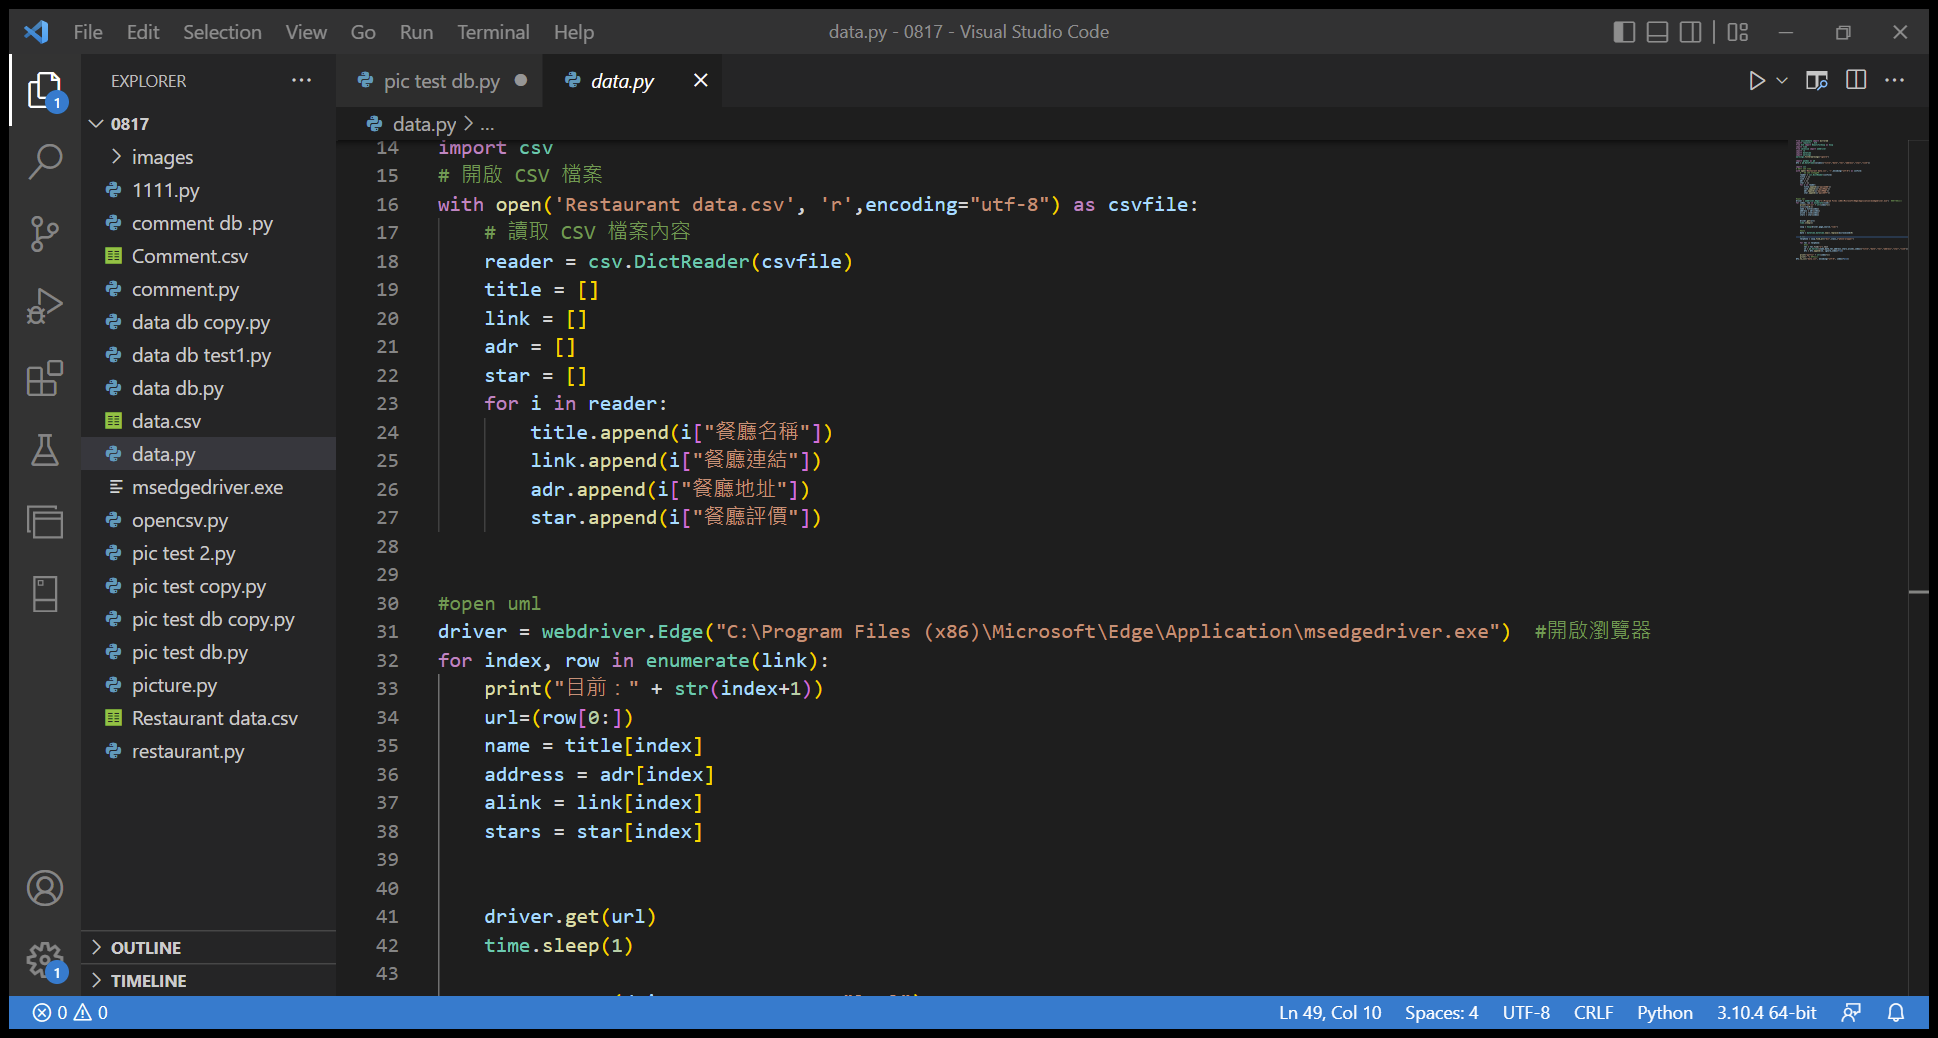 File Edit Selection View Go Run Terminal Help
data.py - 0817 - Visual Studio Code
EXPLORER
pic test db.py
data.py
1
0817
data.py > ...
images
1111.py
comment db .py
Comment.csv
comment.py
data db copy.py
data db test1.py
data db.py
data.csv
data.py
msedgedriver.exe
opencsv.py
pic test 2.py
pic test copy.py
pic test db copy.py
pic test db.py
picture.py
Restaurant data.csv
restaurant.py
OUTLINE
TIMELINE
1
14 import csv
15 # 開啟 CSV 檔案
16 with open('Restaurant data.csv', 'r',encoding="utf-8") as csvfile:
17 # 讀取 CSV 檔案內容
18 reader = csv.DictReader(csvfile)
19 title = []
20 link = []
21 adr = []
22 star = []
23 for i in reader:
24 title.append(i["餐廳名稱"])
25 link.append(i["餐廳連結"])
26 adr.append(i["餐廳地址"])
27 star.append(i["餐廳評價"])
28
29
30 #open uml
31 driver = webdriver.Edge("C:\Program Files (x86)\Microsoft\Edge\Application\msedgedriver.exe") #開啟瀏覽器
32 for index, row in enumerate(link):
33 print("目前：" + str(index+1))
34 url=(row[0:])
35 name = title[index]
36 address = adr[index]
37 alink = link[index]
38 stars = star[index]
39
40
41 driver.get(url)
42 time.sleep(1)
43
0 0
Ln 49, Col 10 Spaces: 4 UTF-8 CRLF Python 3.10.4 64-bit